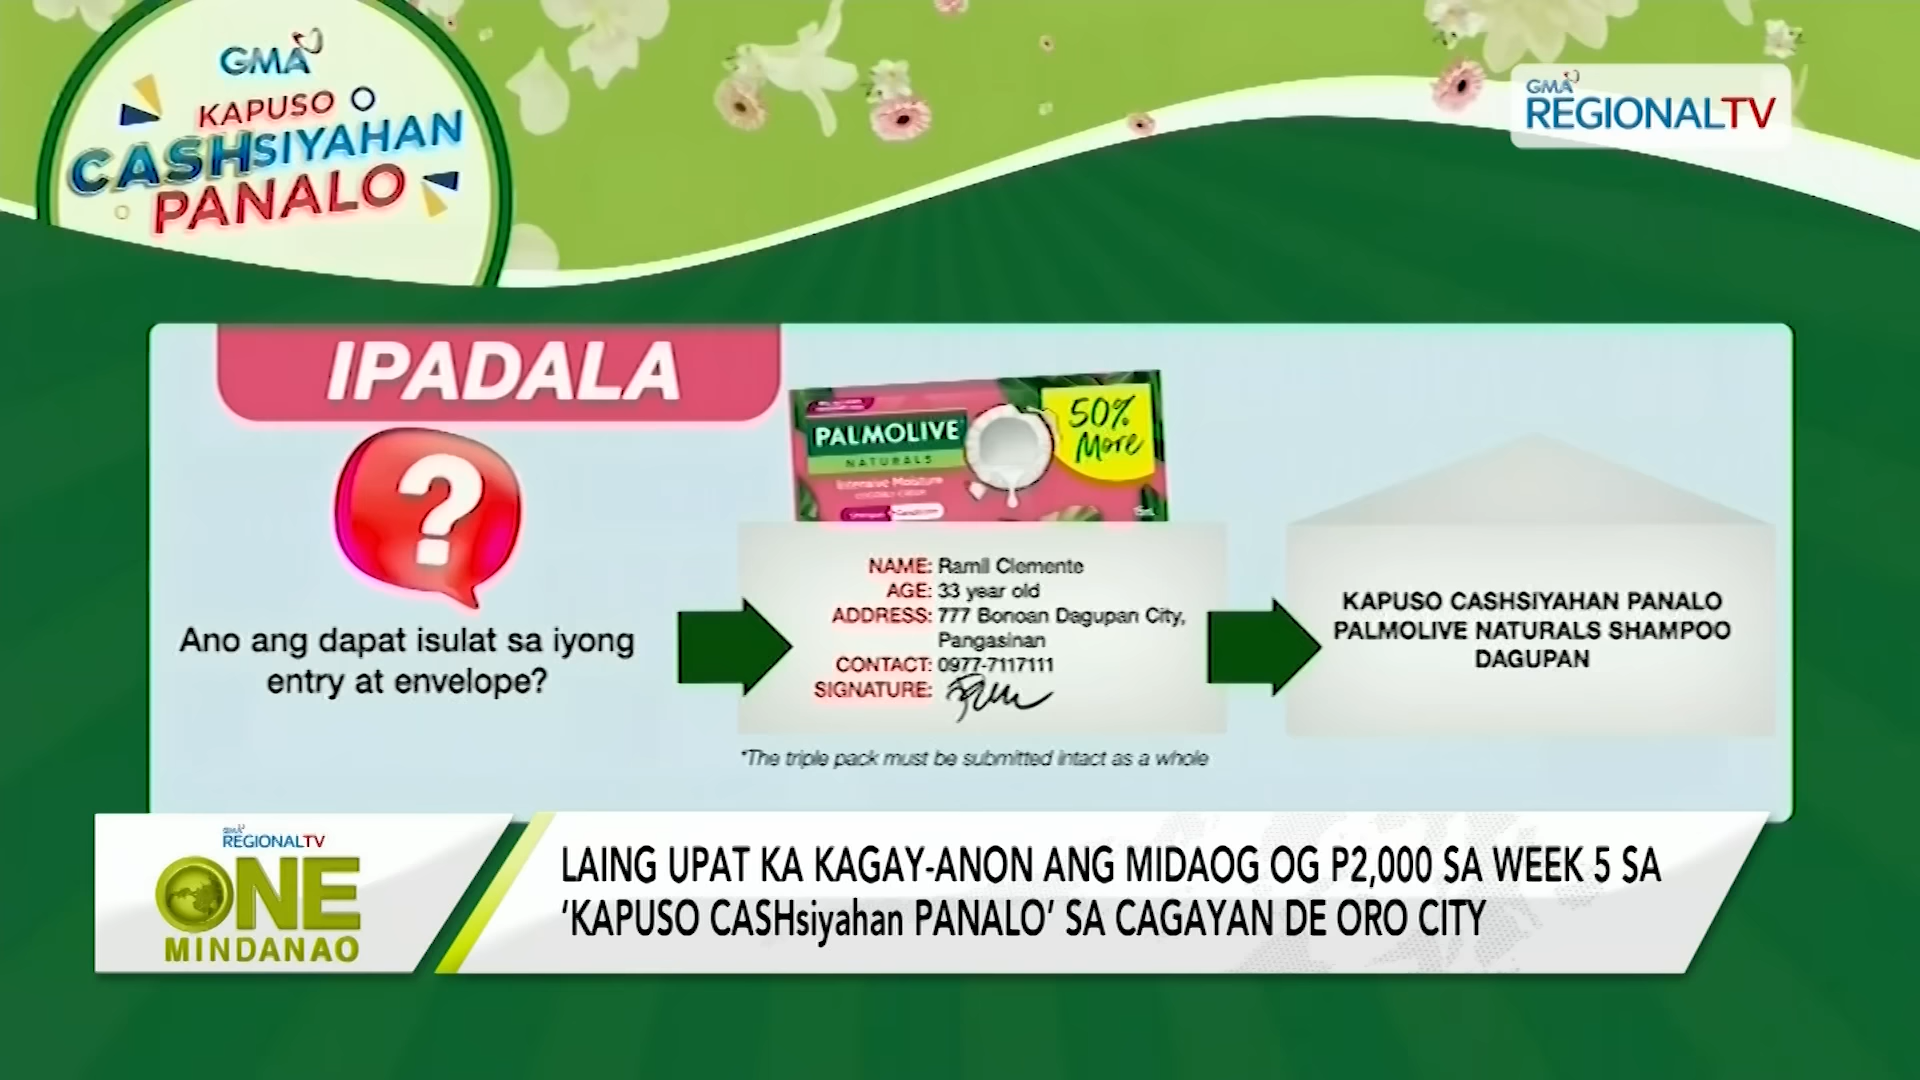 GMA
KAPUSO
CASHSIYAHAN
PANALO
GMA
REGIONALTV
IPADALA
PALMOLIVE
NATURALS
Intensive Moisture
50%
More
?
Ano ang dapat isulat sa iyong
entry at envelope?
NAME: Ramil Clemente
AGE: 33 year old
ADDRESS: 777 Bonoan Dagupan City,
Pangasinan
CONTACT: 0977-7117111
SIGNATURE:
*The triple pack must be submitted intact as a whole
KAPUSO CASHSIYAHAN PANALO
PALMOLIVE NATURALS SHAMPOO
DAGUPAN
GMA
REGIONALTV
ONE
MINDANAO
LAING UPAT KA KAGAY-ANON ANG MIDAOG OG P2,000 SA WEEK 5 SA
‘KAPUSO CASHsiyahan PANALO’ SA CAGAYAN DE ORO CITY